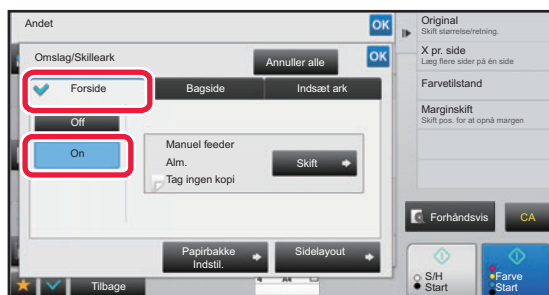 Andet
OK
Omslag/Skilleark
Annuller alle
OK
Forside
Bagside
Indsæt ark
Off
On
Manuel feeder
Alm.
Tag ingen kopi
Skift
Papirbakke
Indstil.
Sidelayout
Tilbage
A4
Original
Skift størrelse/retning.
X pr. side
Læg flere sider på én side
Farvetilstand
Marginskift
Skift pos. for at opnå margen
Forhåndsvis
CA
S/H
Start
Farve
Start